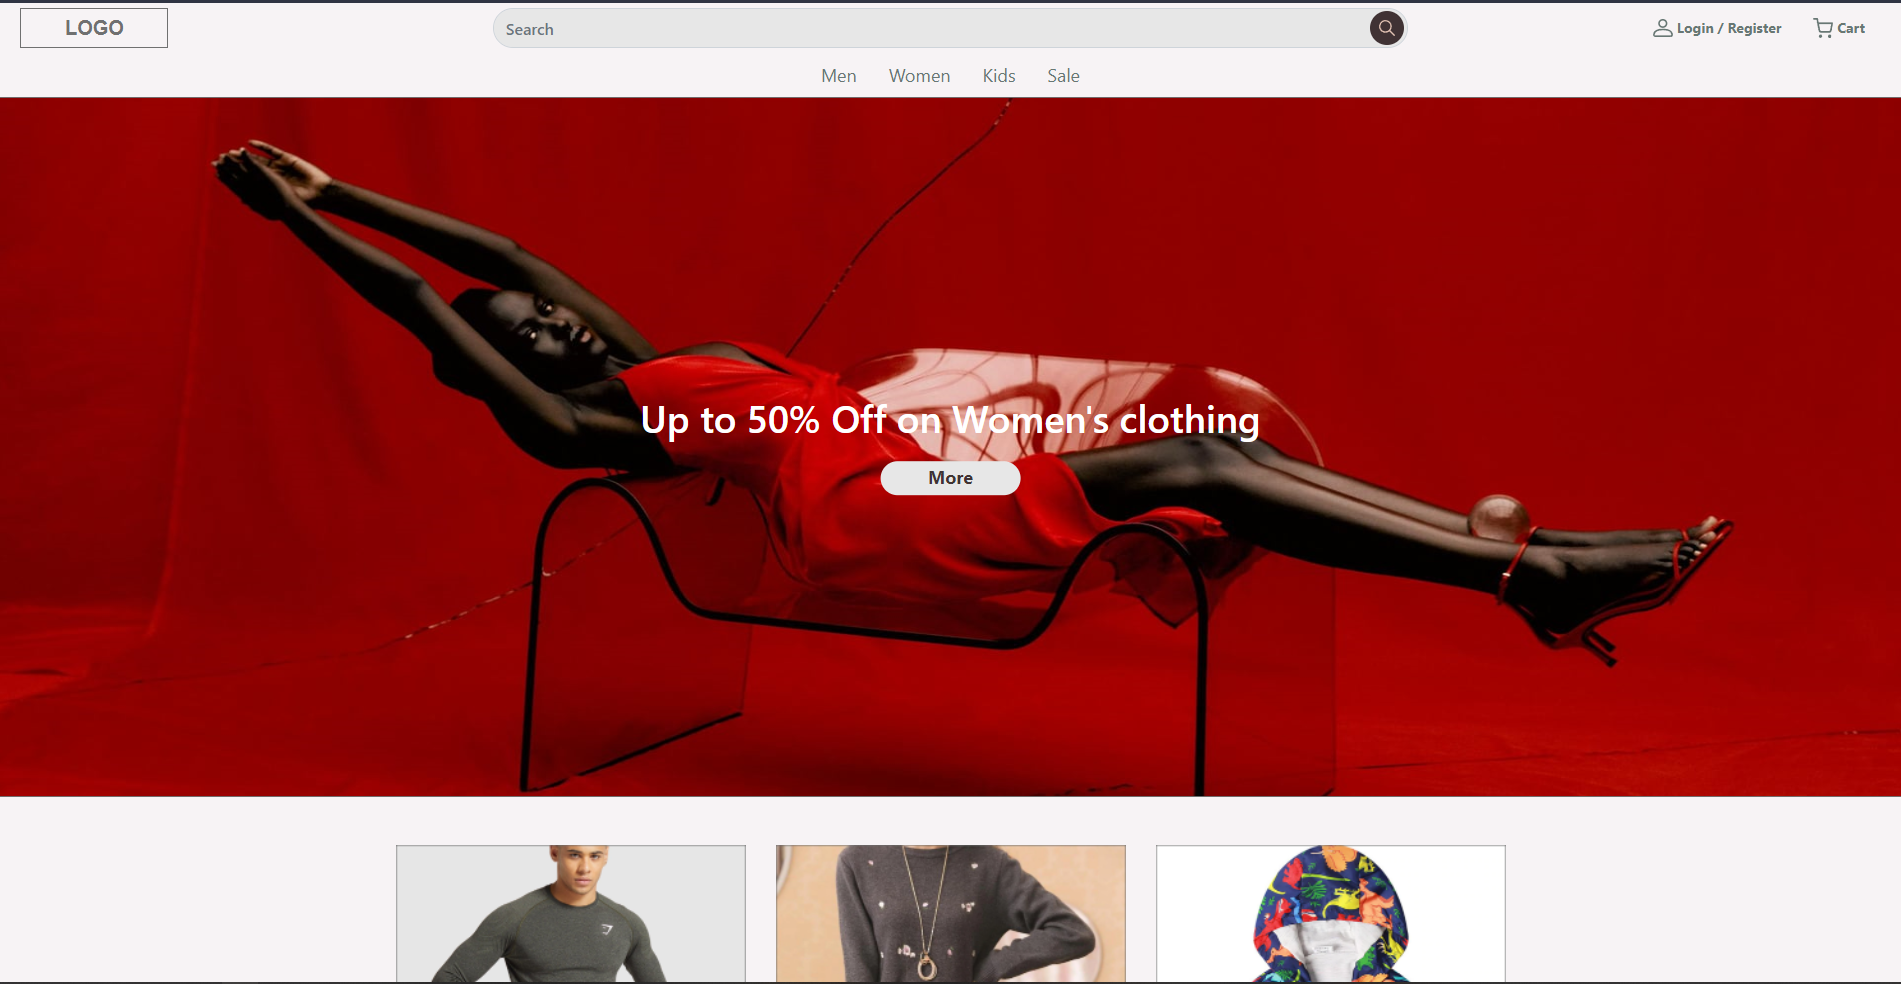 LOGO
Search
Login / Register
Cart
Men
Women
Kids
Sale
Up to 50% Off on Women's clothing
More